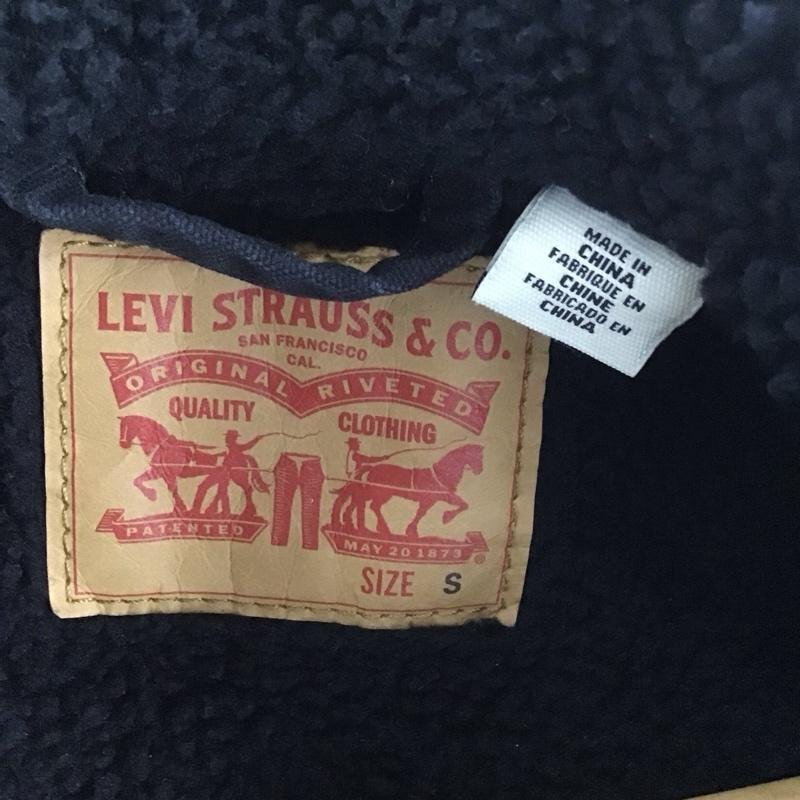 LEVI STRAUSS & CO.
SAN FRANCISCO
CAL.
ORIGINAL RIVETED
QUALITY CLOTHING
PATENTED MAY 20 1873 ®
SIZE S
MADE IN
CHINA
FABRIQUE EN
CHINE
FABRICADO EN
CHINA